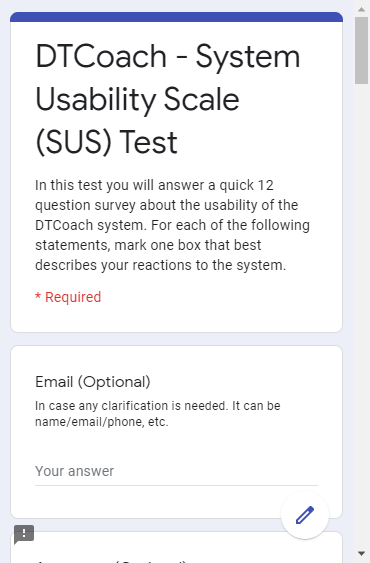 DTCoach - System
Usability Scale
(SUS) Test
In this test you will answer a quick 12
question survey about the usability of the
DTCoach system. For each of the following
statements, mark one box that best
describes your reactions to the system.
* Required
Email (Optional)
In case any clarification is needed. It can be
name/email/phone, etc.
Your answer